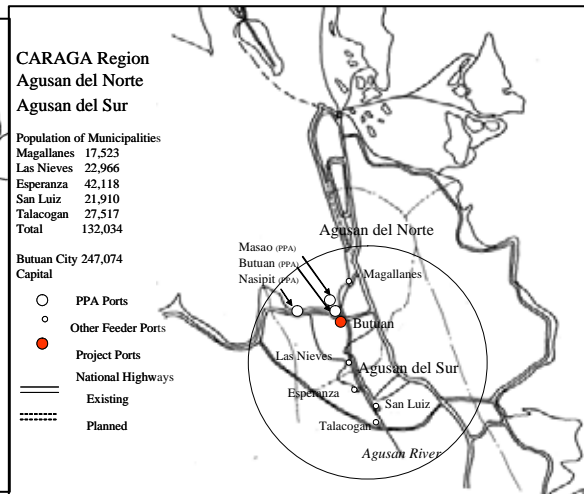 CARAGA Region
Agusan del Norte
Agusan del Sur
Population of Municipalities
Magallanes 17,523
Las Nieves 22,966
Esperanza 42,118
San Luiz 21,910
Talacogan 27,517
Total 132,034
Butuan City 247,074
Capital
PPA Ports
Other Feeder Ports
Project Ports
National Highways
Existing
Planned
Agusan del Norte
Masao (PPA)
Butuan (PPA)
Nasipit (PPA)
Magallanes
Butuan
Las Nieves
Agusan del Sur
Esperanza
San Luiz
Talacogan
Agusan River